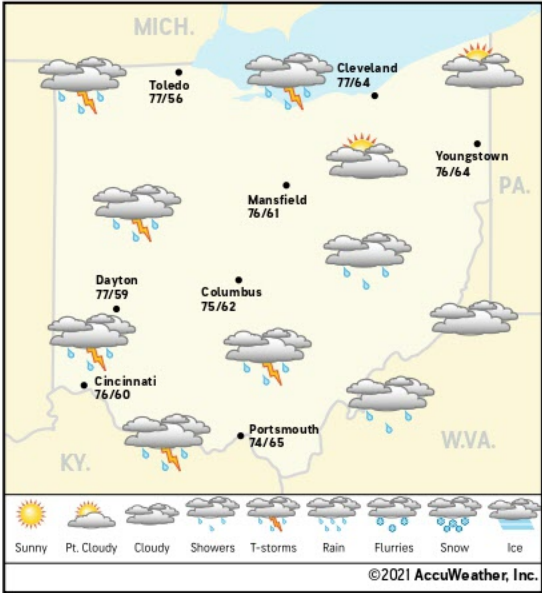 MICH.
Cleveland
77/64
Toledo
77/56
Youngstown
76/64
PA.
Mansfield
76/61
Dayton
77/59
Columbus
75/62
Cincinnati
76/60
Portsmouth
74/65
W.VA.
KY.
Sunny Pt. Cloudy Cloudy Showers T-storms Rain Flurries Snow Ice
©2021 AccuWeather, Inc.